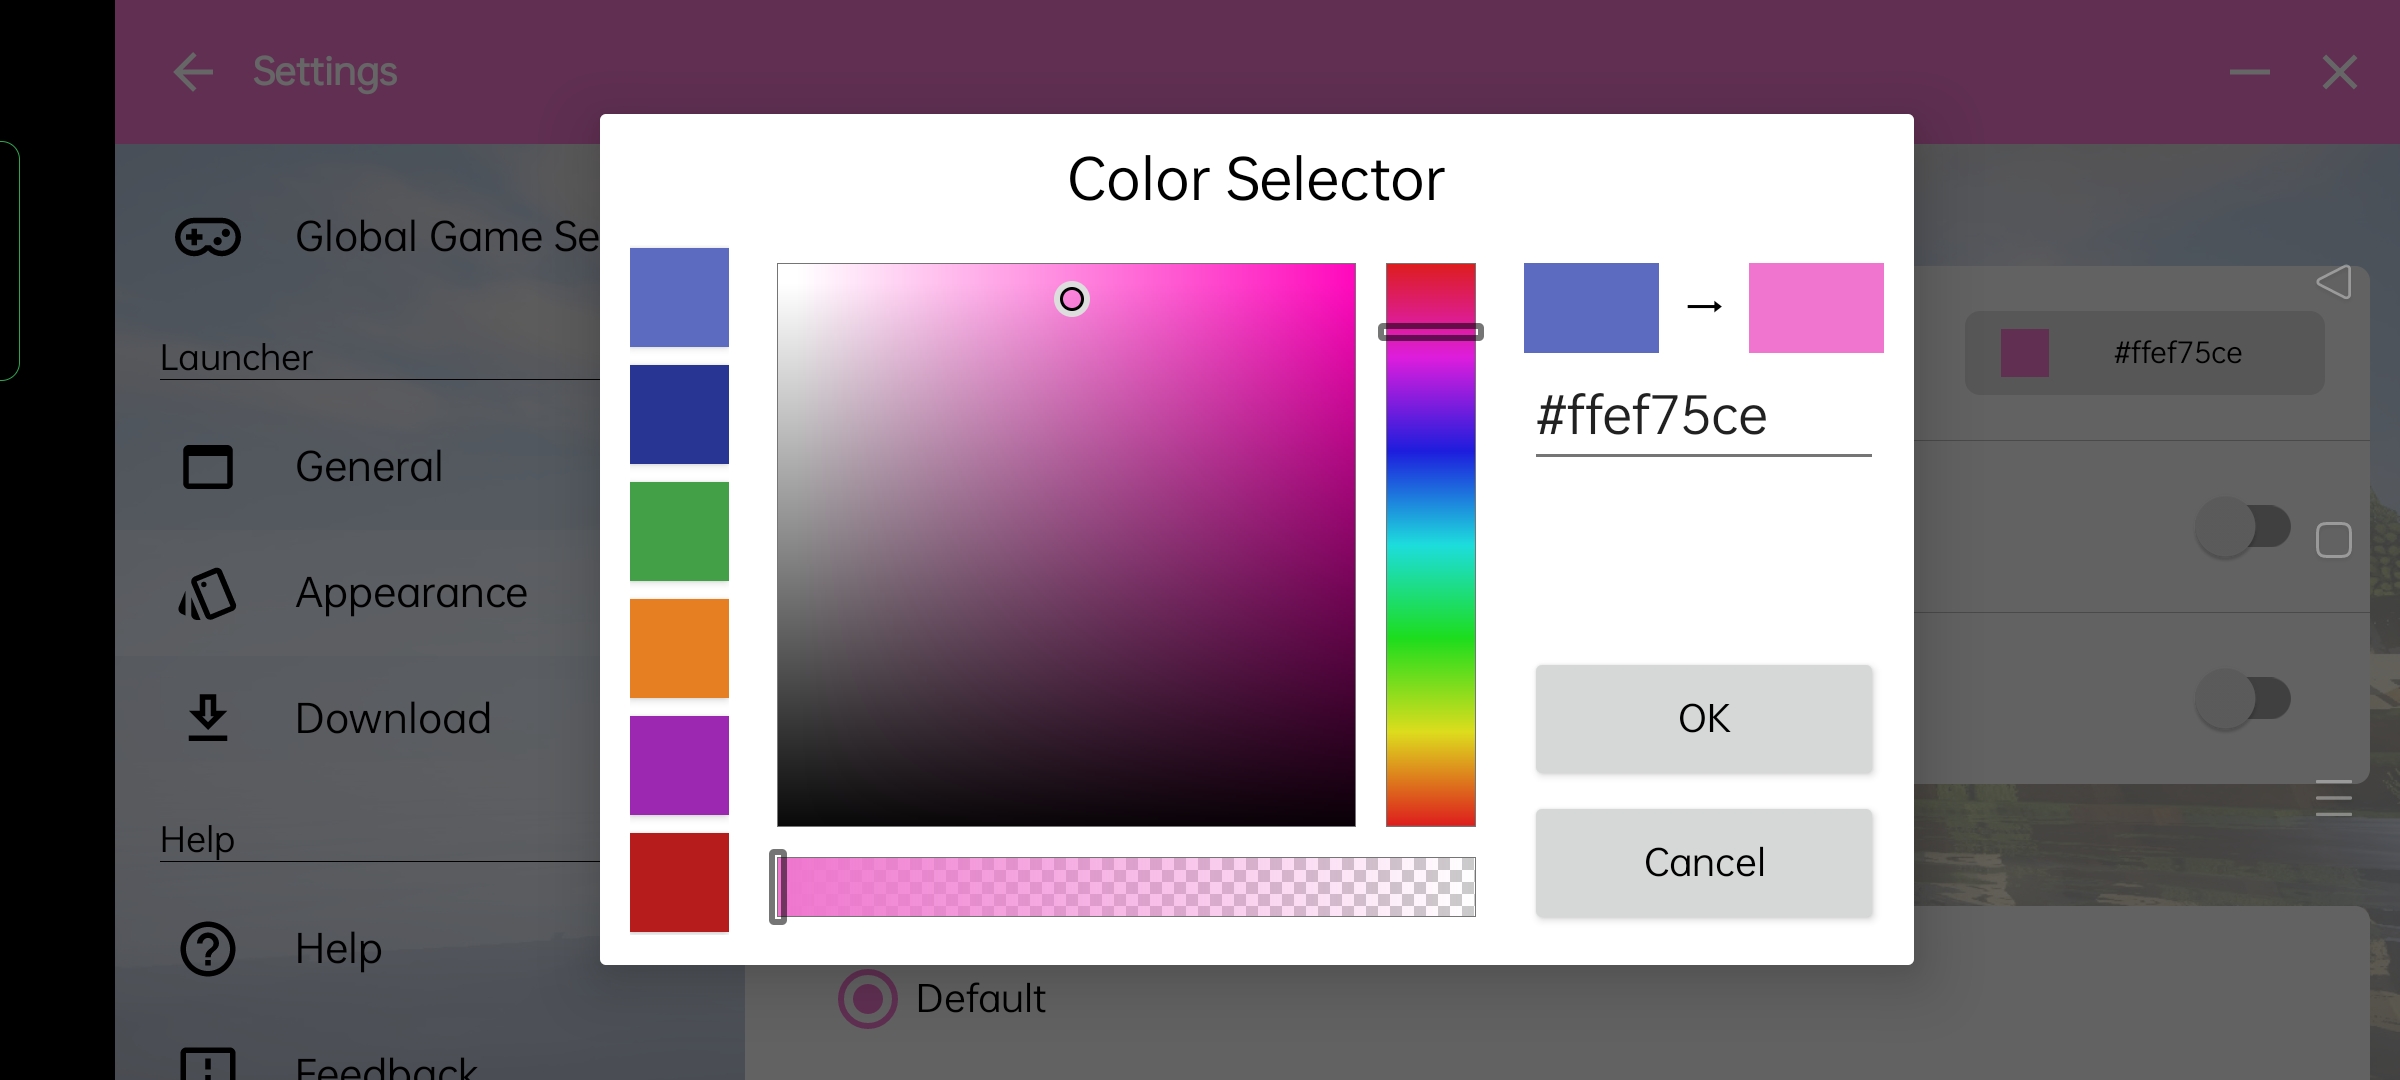 Settings
Color Selector
Global Game Se
Launcher
#ffef75ce
#ffef75ce
General
Appearance
Download
OK
Help
Cancel
Help
Default
Feedback